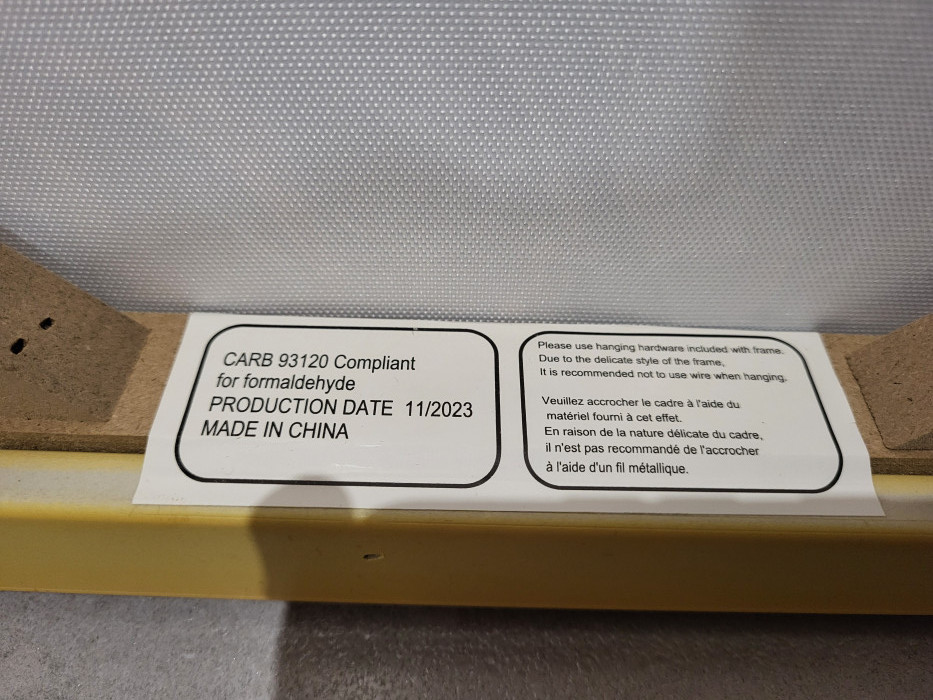 CARB 93120 Compliant
for formaldehyde
PRODUCTION DATE 11/2023
MADE IN CHINA
Please use hanging hardware included with frame.
Due to the delicate style of the frame,
It is recommended not to use wire when hanging.
Veuillez accrocher le cadre à l'aide du
matériel fourni à cet effet.
En raison de la nature délicate du cadre,
il n'est pas recommandé de l'accrocher
à l'aide d'un fil métallique.